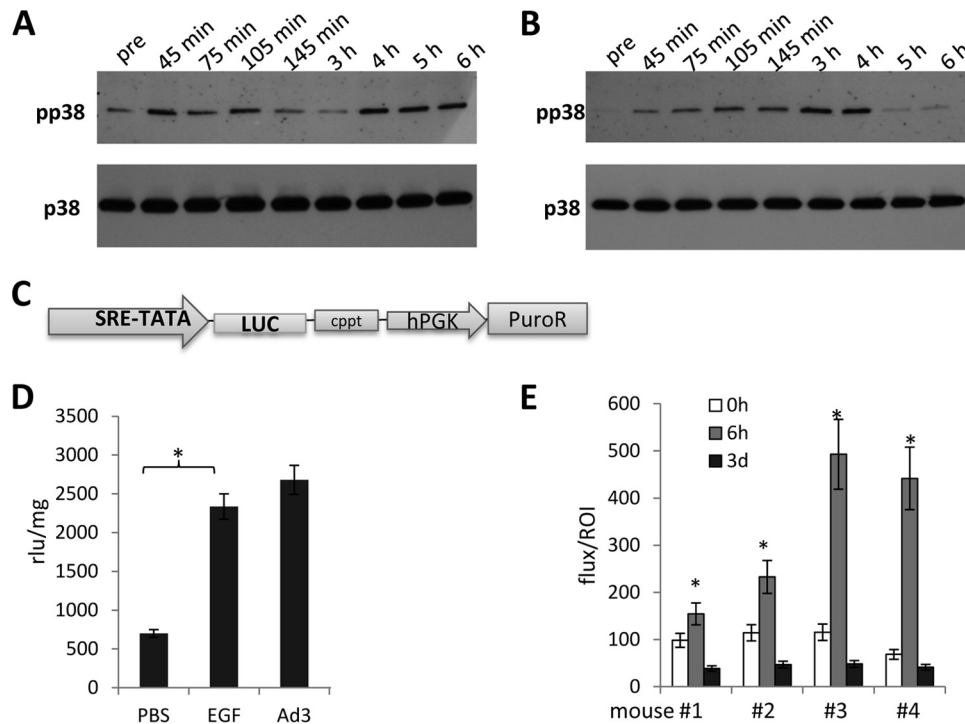 A
pre 45 min 75 min 105 min 145 min 3 h 4 h 5 h 6 h
pp38
p38
B
pre 45 min 75 min 105 min 145 min 3 h 4 h 5 h 6 h
pp38
p38
C
SRE-TATA LUC cppt hPGK PuroR
D
rlu/mg
3500
3000
2500
2000
1500
1000
500
0
*
PBS EGF Ad3
E
flux/ROI
600
500
400
300
200
100
0
0h
6h
3d
* * * *
mouse #1 #2 #3 #4